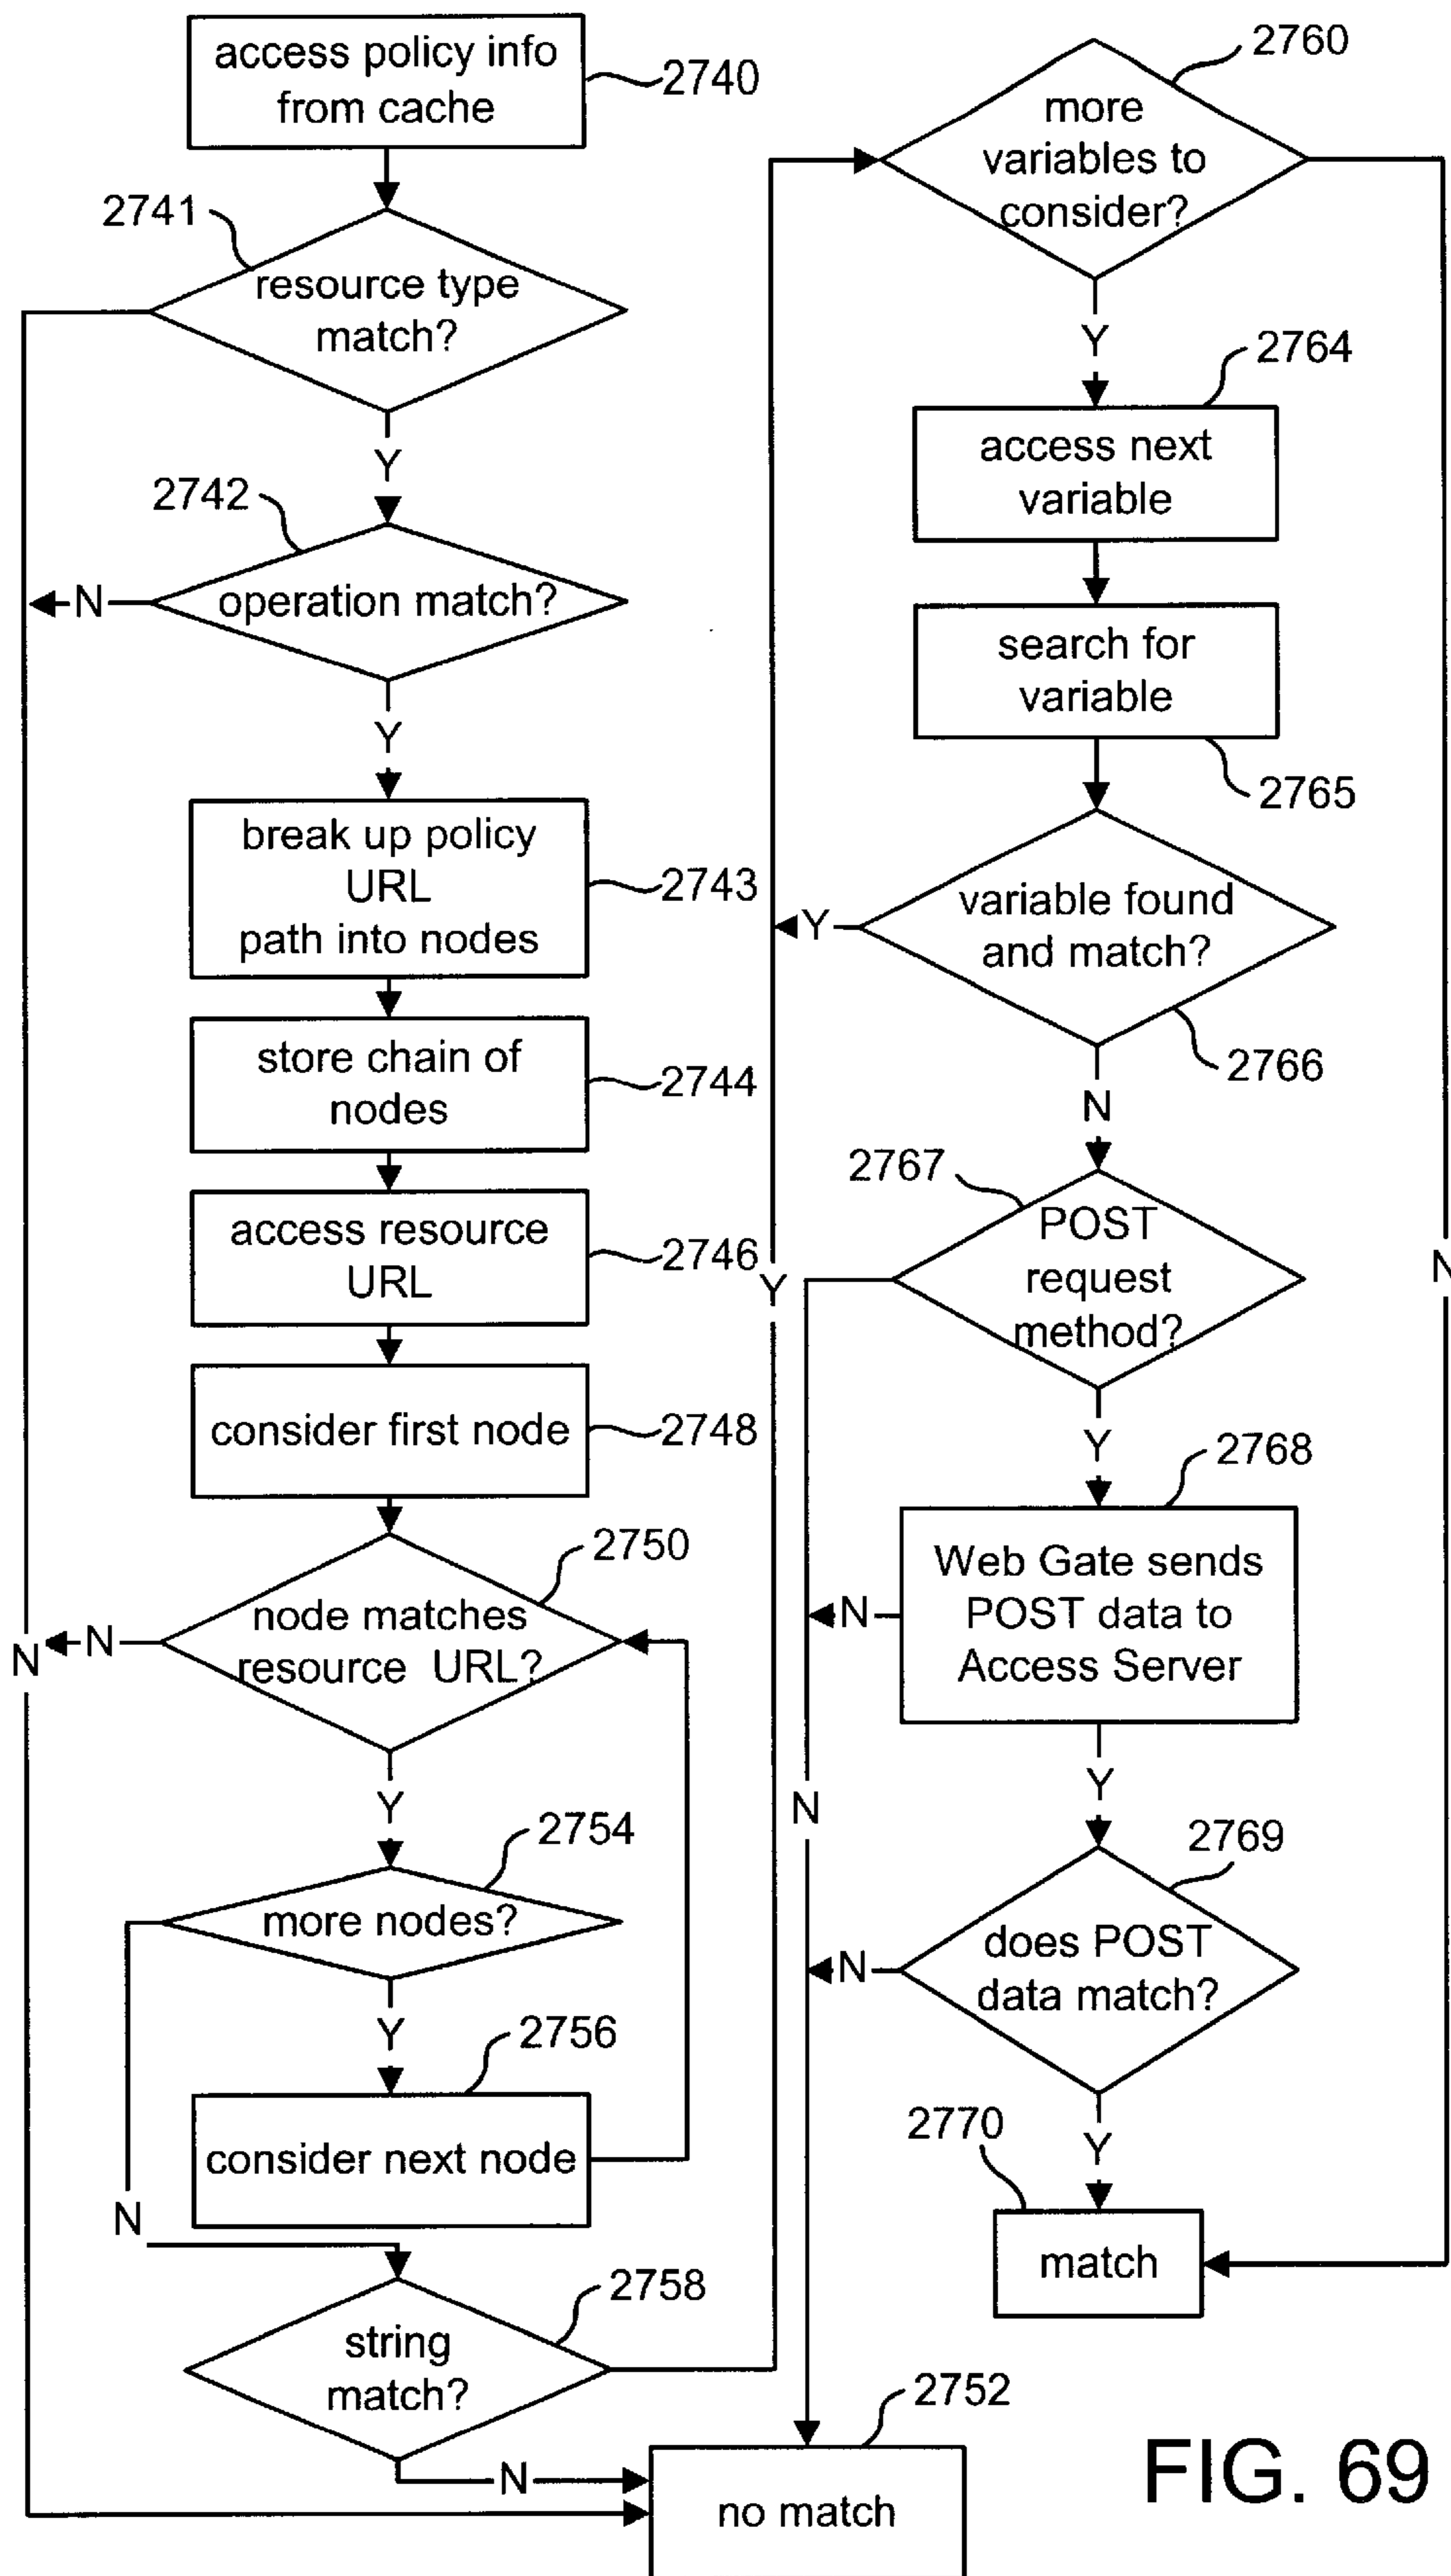 access policy info
from cache
2740
2741
resource type
match?
Y
2742
operation match?
N
Y
break up policy
URL
path into nodes
2743
store chain of
nodes
2744
access resource
URL
2746
consider first node
2748
2750
node matches
resource URL?
N
N
Y
2754
more nodes?
Y
2756
consider next node
N
2758
string
match?
N
Y
2760
more
variables to
consider?
Y
N
2764
access next
variable
search for
variable
2765
variable found
and match?
Y
2766
N
2767
POST
request
method?
Y
N
2768
Web Gate sends
POST data to
Access Server
N
Y
2769
does POST
data match?
N
Y
2770
match
2752
no match
FIG. 69